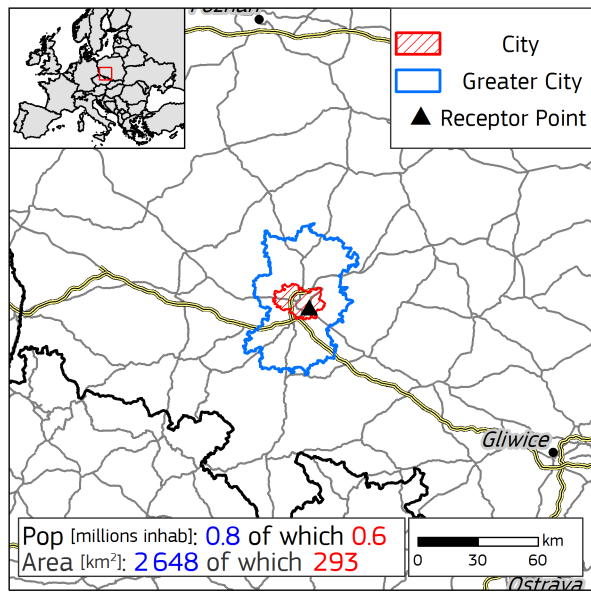 Poznań
City
Greater City
Receptor Point
Gliwice
Pop [millions inhab]: 0.8 of which 0.6
Area [km²]: 2 648 of which 293
km
0 30 60
Ostrava